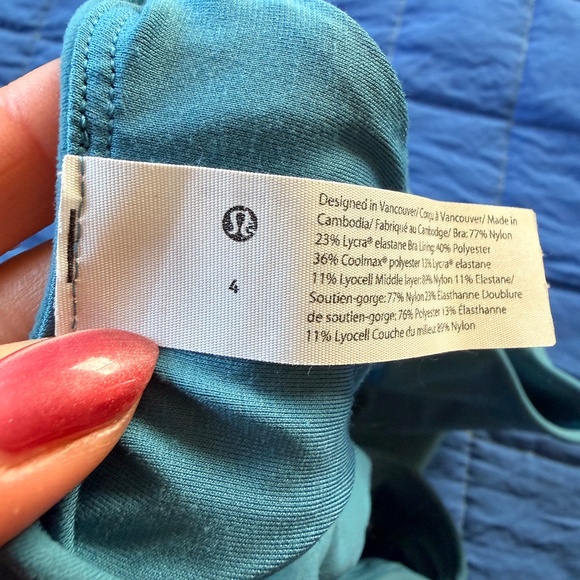 4
Designed in Vancouver/ Conçu à Vancouver/ Made in
Cambodia/ Fabriqué au Cambodge/ Bra: 77% Nylon
23% Lycra® elastane Bra Lining: 40% Polyester
36% Coolmax® polyester 13% Lycra® elastane
11% Lyocell Middle layer: 89% Nylon 11% Elastane/
Soutien-gorge: 77% Nylon 23% Élasthanne Doublure
de soutien-gorge: 76% Polyester 13% Élasthanne
11% Lyocell Couche du milieu: 89% Nylon